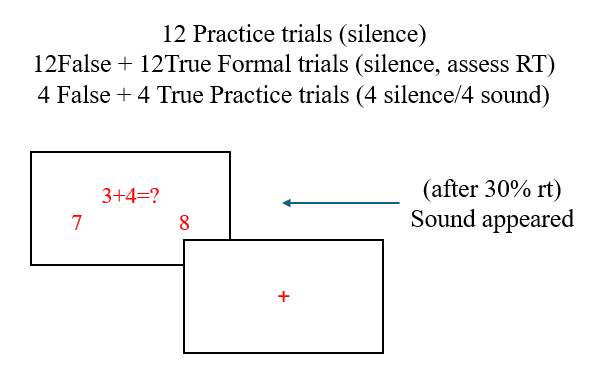 12 Practice trials (silence)
12False + 12True Formal trials (silence, assess RT)
4 False + 4 True Practice trials (4 silence/4 sound)
3+4=?
7 8
(after 30% rt)
Sound appeared
+